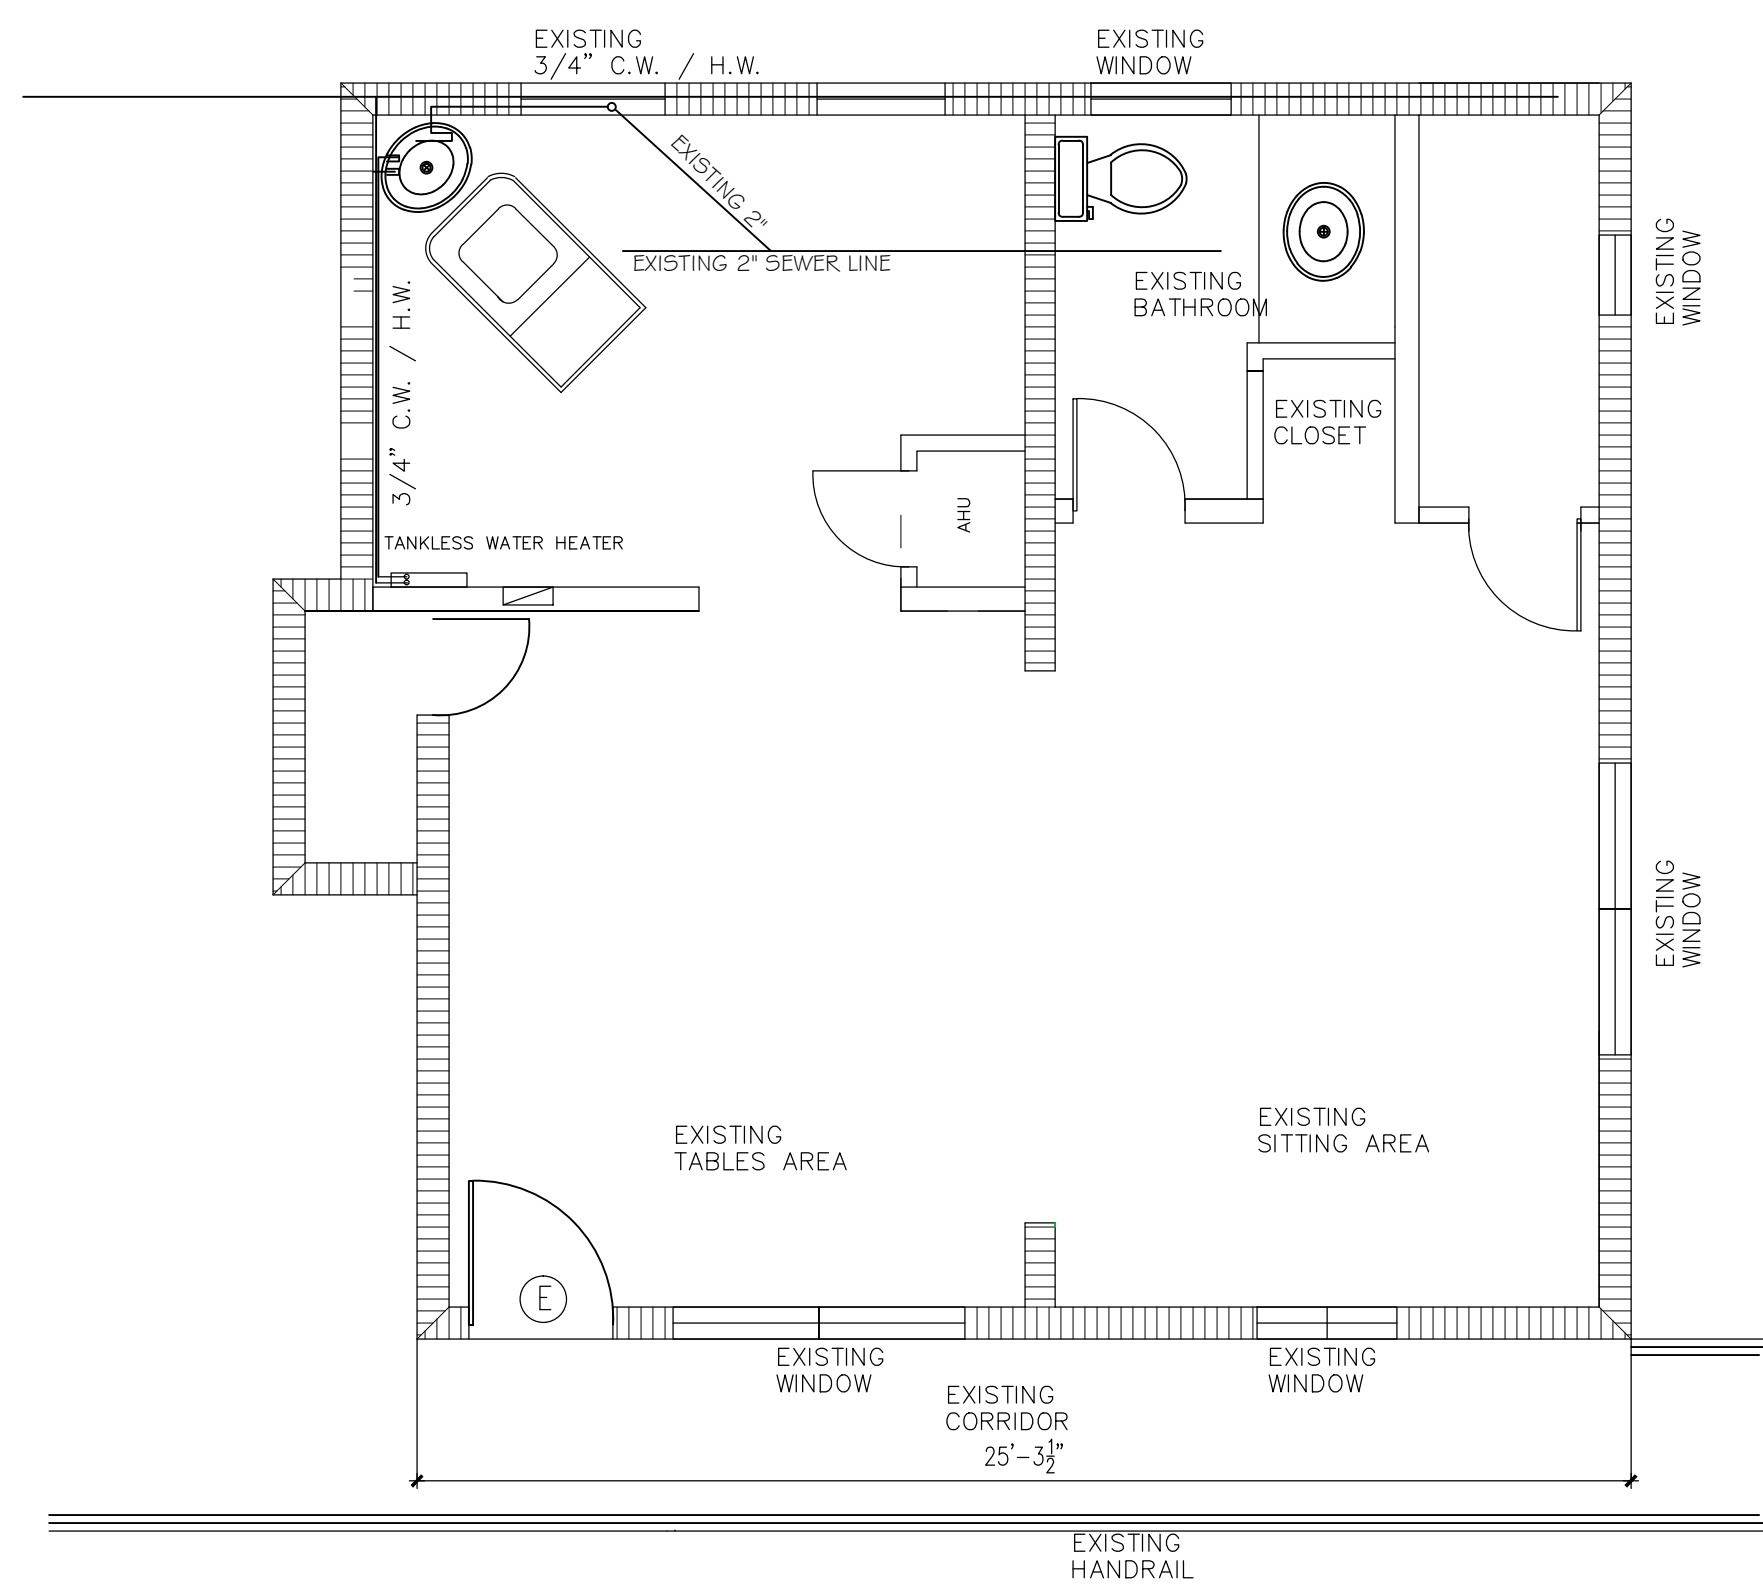 EXISTING
3/4" C.W. / H.W.
EXISTING
WINDOW
EXISTING 2"
EXISTING 2" SEWER LINE
EXISTING
BATHROOM
EXISTING
WINDOW
3/4" C.W. / H.W.
EXISTING
CLOSET
AHU
TANKLESS WATER HEATER
EXISTING
WINDOW
EXISTING
TABLES AREA
EXISTING
SITTING AREA
E
EXISTING
WINDOW
EXISTING
WINDOW
EXISTING
CORRIDOR
25'-3½"
EXISTING
HANDRAIL